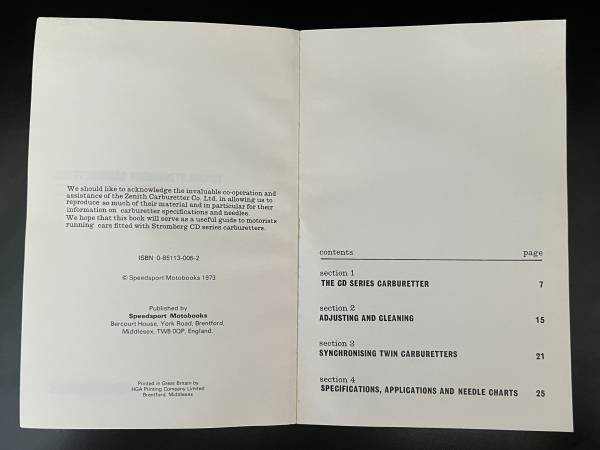 We should like to acknowledge the invaluable co-operation and
assistance of the Zenith Carburetter Co. Ltd. in allowing us to
reproduce so much of their material and in particular for their
information on carburetter specifications and needles.
We hope that this book will serve as a useful guide to motorists
running cars fitted with Stromberg CD series carburetters.
ISBN 0-85113-006-2
© Speedsport Motobooks 1973
Published by
Speedsport Motobooks
Bercourt House, York Road, Brentford,
Middlesex, TW8 0QP, England.
Printed in Great Britain by
HGA Printing Company Limited
Brentford, Middlesex
contents page
section 1
THE CD SERIES CARBURETTER 7
section 2
ADJUSTING AND CLEANING 15
section 3
SYNCHRONISING TWIN CARBURETTERS 21
section 4
SPECIFICATIONS, APPLICATIONS AND NEEDLE CHARTS 25